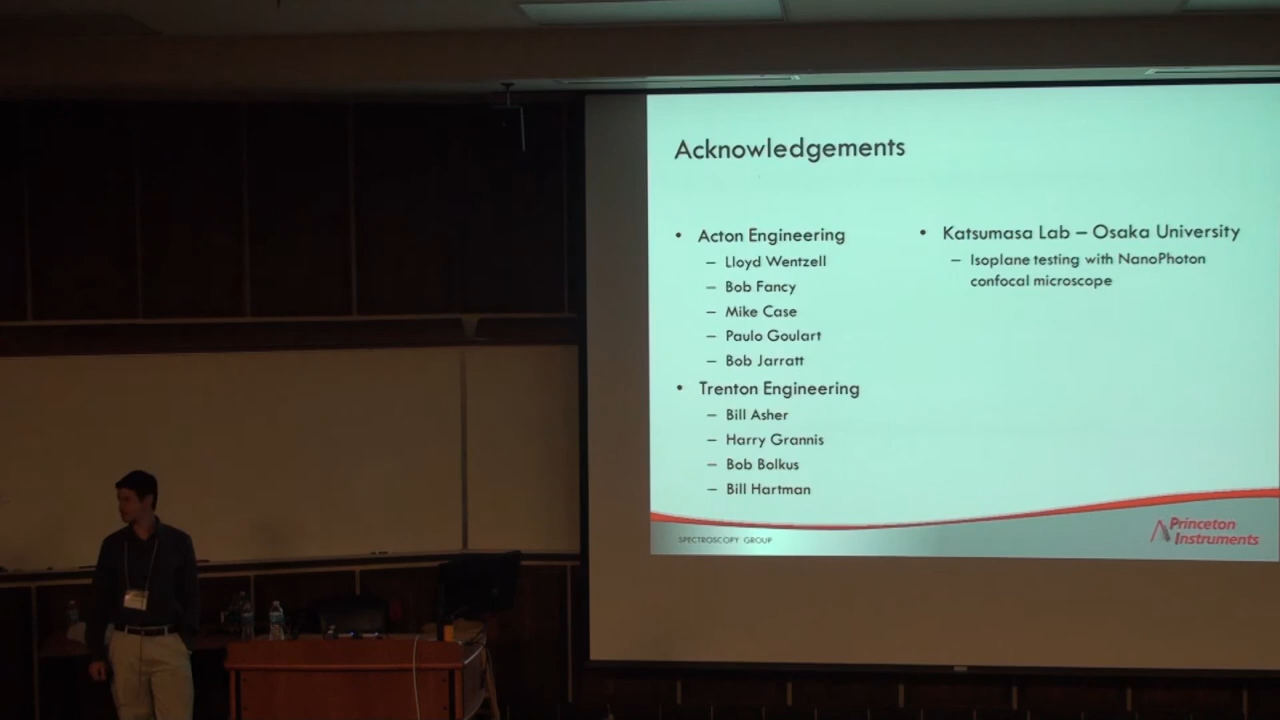 Acknowledgements
• Acton Engineering
– Lloyd Wentzell
– Bob Fancy
– Mike Case
– Paulo Goulart
– Bob Jarratt
• Trenton Engineering
– Bill Asher
– Harry Grannis
– Bob Bolkus
– Bill Hartman
• Katsumasa Lab – Osaka University
– Isoplane testing with NanoPhoton
confocal microscope
SPECTROSCOPY GROUP
Princeton
Instruments